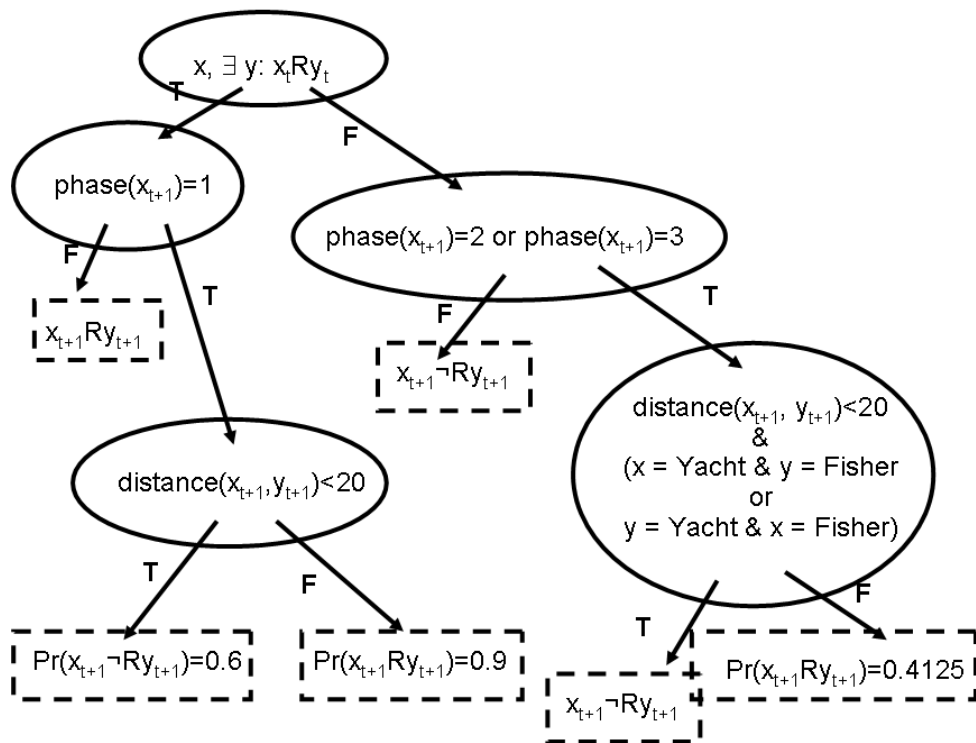 x, ∃ y: xₜRyₜ
T
F
phase(xₜ₊₁)=1
phase(xₜ₊₁)=2 or phase(xₜ₊₁)=3
F
T
F
T
xₜ₊₁Ryₜ₊₁
xₜ₊₁¬Ryₜ₊₁
distance(xₜ₊₁, yₜ₊₁)<20
&
(x = Yacht & y = Fisher
or
y = Yacht & x = Fisher)
distance(xₜ₊₁,yₜ₊₁)<20
T
F
T
F
Pr(xₜ₊₁¬Ryₜ₊₁)=0.6
Pr(xₜ₊₁Ryₜ₊₁)=0.9
xₜ₊₁¬Ryₜ₊₁
Pr(xₜ₊₁Ryₜ₊₁)=0.4125